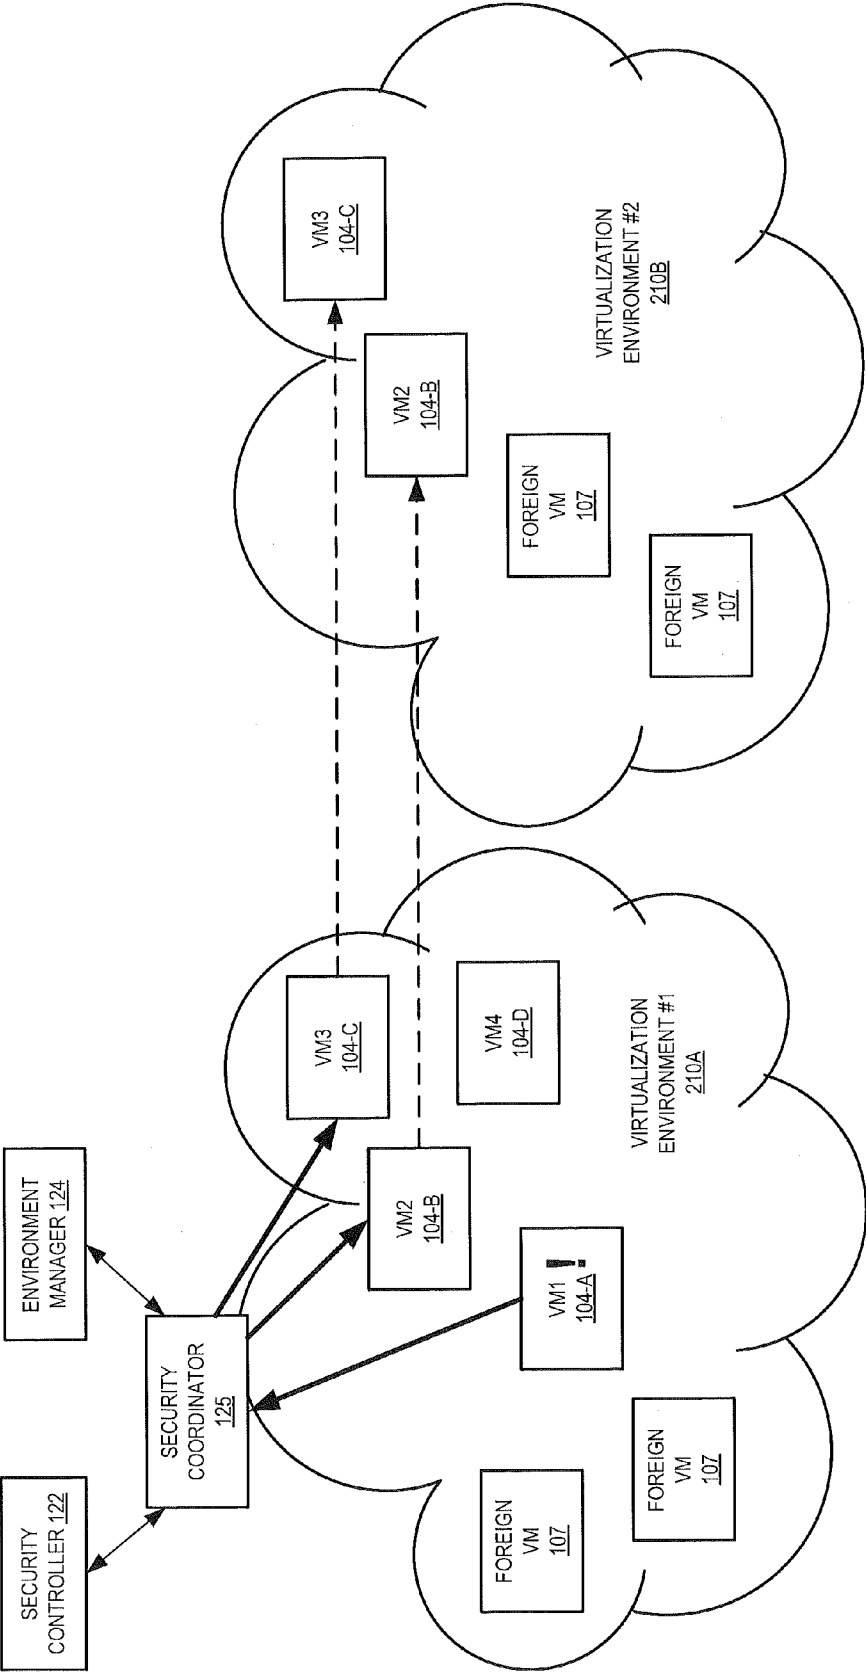 SECURITY
CONTROLLER 122
ENVIRONMENT
MANAGER 124
SECURITY
COORDINATOR
125
VM3
104-C
VM2
104-B
VM4
104-D
VM1 !
104-A
FOREIGN
VM
107
FOREIGN
VM
107
VIRTUALIZATION
ENVIRONMENT #1
210A
VM3
104-C
VM2
104-B
FOREIGN
VM
107
FOREIGN
VM
107
VIRTUALIZATION
ENVIRONMENT #2
210B